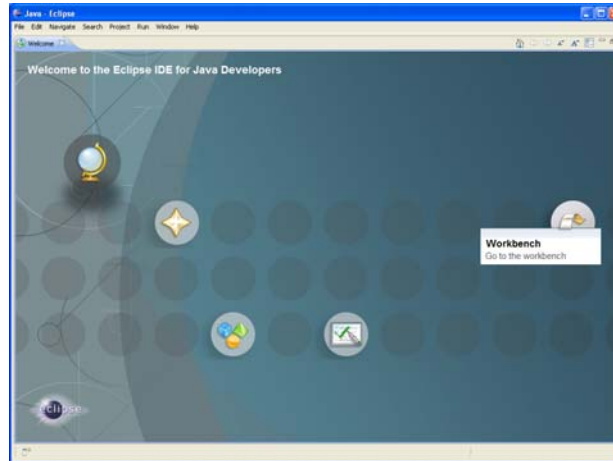 Java - Eclipse
File Edit Navigate Search Project Run Window Help
Welcome
Welcome to the Eclipse IDE for Java Developers
Workbench
Go to the workbench
eclipse